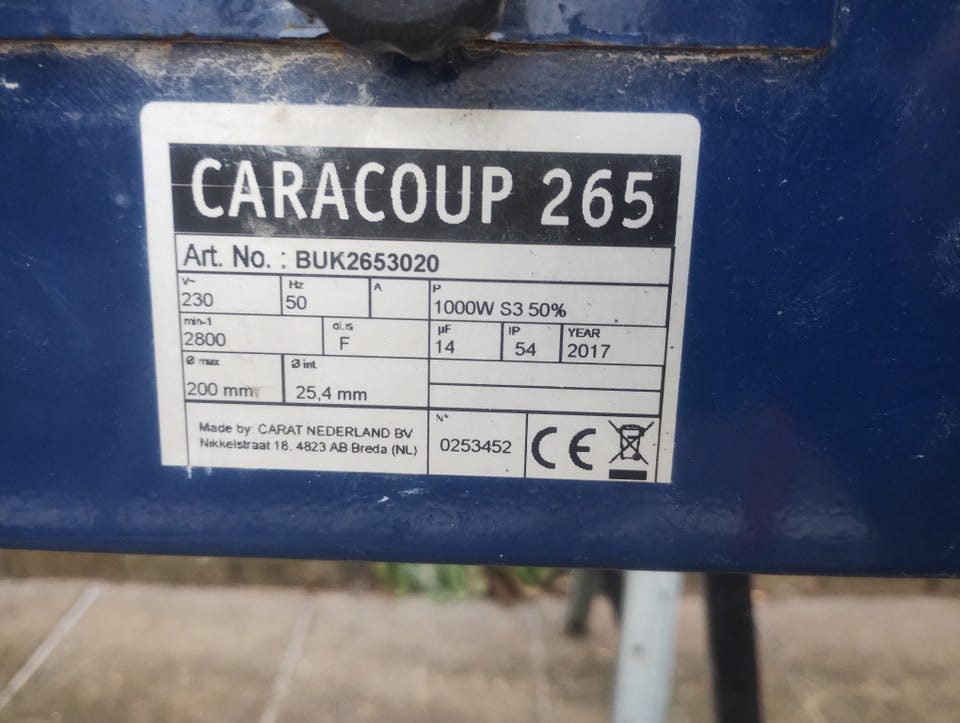 CARACOUP 265
Art. No. : BUK2653020
V~ Hz A P
230 50 1000W S3 50%
min-1 cl.is µF IP YEAR
2800 F 14 54 2017
Ø max Ø int
200 mm 25,4 mm
Made by: CARAT NEDERLAND BV
Nikkelstraat 18, 4823 AB Breda (NL)
N°
0253452
CE